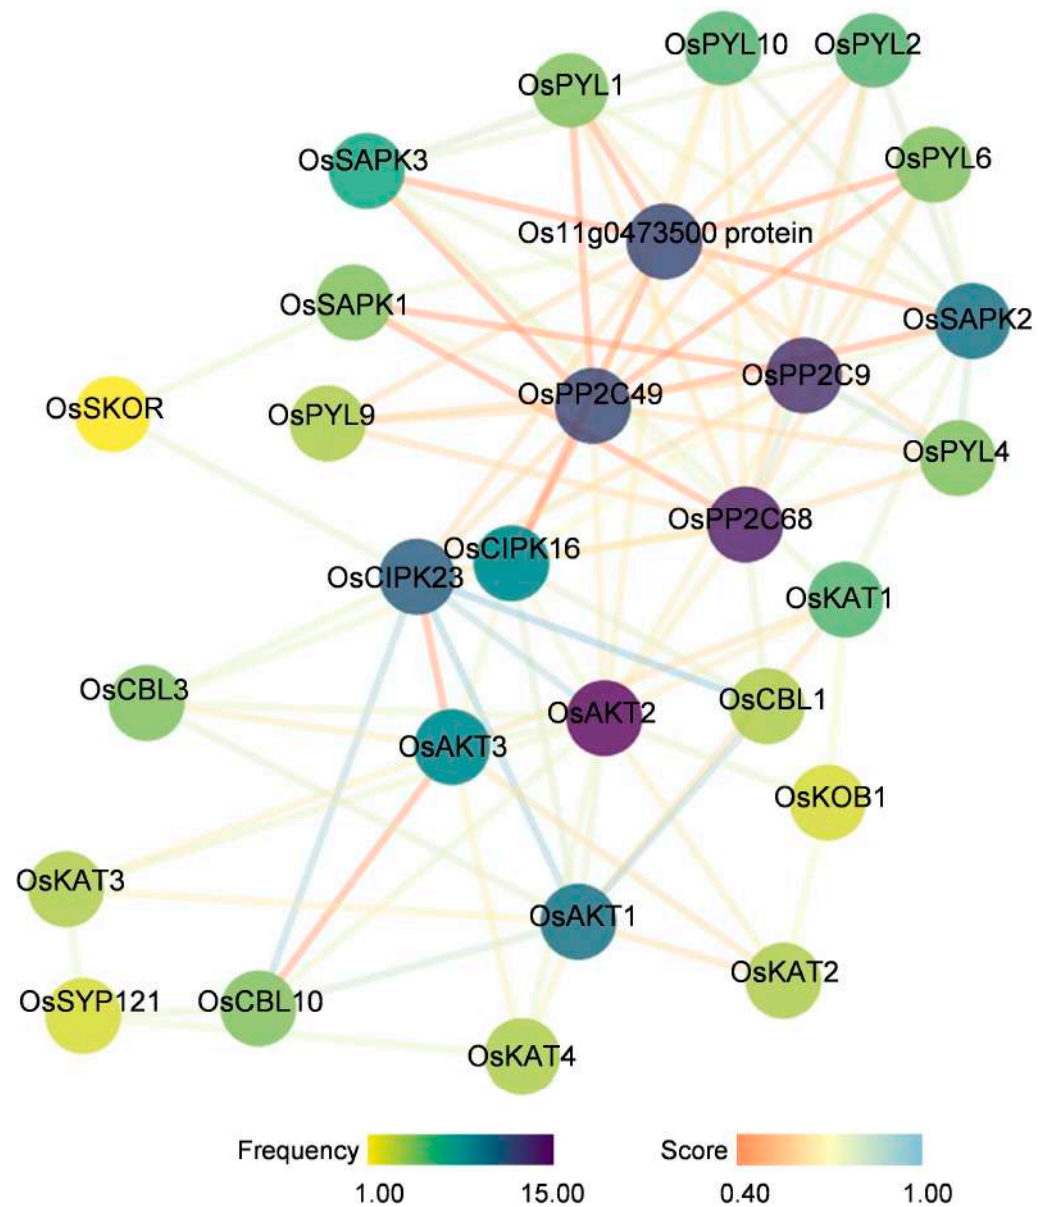 OsPYL10 OsPYL2
OsPYL1
OsSAPK3 OsPYL6
Os11g0473500 protein
OsSAPK1 OsSAPK2
OsPP2C9
OsPP2C49
OsSKOR OsPYL9
OsPYL4
OsPP2C68
OsCIPK16
OsCIPK23
OsKAT1
OsCBL3 OsCBL1
OsAKT2
OsAKT3
OsKOB1
OsKAT3
OsAKT1
OsKAT2
OsSYP121 OsCBL10
OsKAT4
Frequency Score
1.00 15.00 0.40 1.00